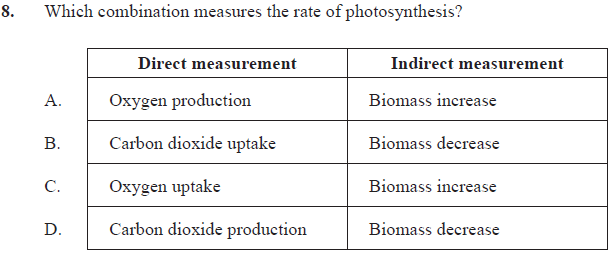 8. Which combination measures the rate of photosynthesis?
Direct measurement Indirect measurement
A. Oxygen production Biomass increase
B. Carbon dioxide uptake Biomass decrease
C. Oxygen uptake Biomass increase
D. Carbon dioxide production Biomass decrease